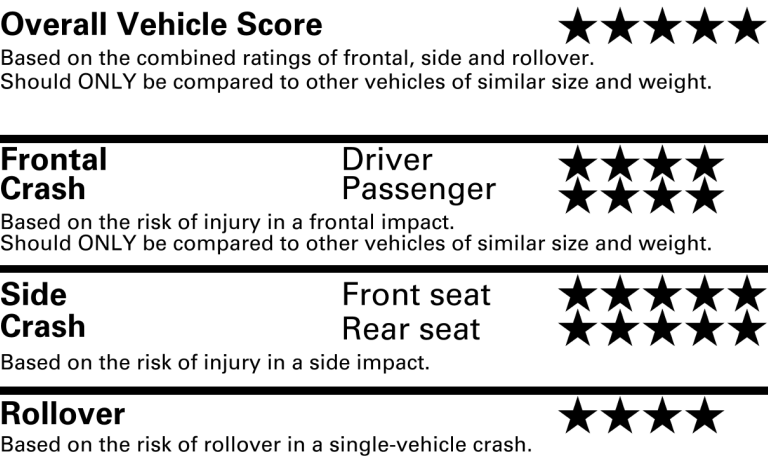 Overall Vehicle Score ★★★★★
Based on the combined ratings of frontal, side and rollover.
Should ONLY be compared to other vehicles of similar size and weight.
Frontal Driver ★★★★
Crash Passenger ★★★★
Based on the risk of injury in a frontal impact.
Should ONLY be compared to other vehicles of similar size and weight.
Side Front seat ★★★★★
Crash Rear seat ★★★★★
Based on the risk of injury in a side impact.
Rollover ★★★★
Based on the risk of rollover in a single-vehicle crash.